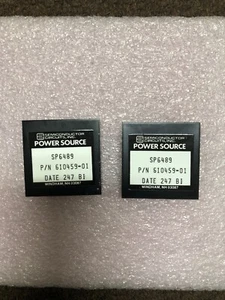 SEMICONDUCTOR
CIRCUITS, INC.
POWER SOURCE
SP6489
P/N 610459-01
DATE 247 81
WINDHAM, NH 03087
SEMICONDUCTOR
CIRCUITS, INC.
POWER SOURCE
SP6489
P/N 610459-01
DATE 247 81
WINDHAM, NH 03087